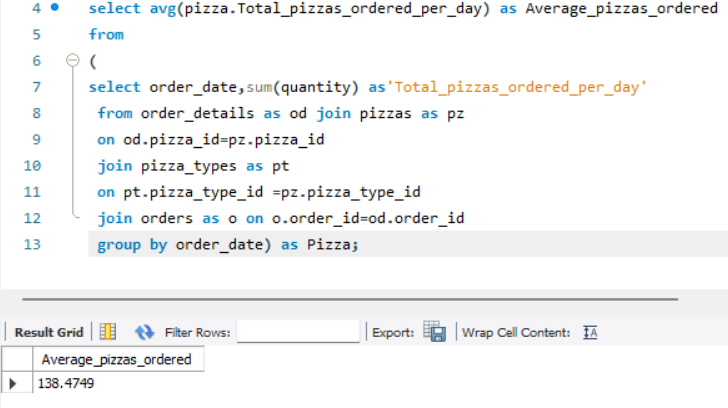 4 select avg(pizza.Total_pizzas_ordered_per_day) as Average_pizzas_ordered
5 from
6 (
7 select order_date,sum(quantity) as'Total_pizzas_ordered_per_day'
8 from order_details as od join pizzas as pz
9 on od.pizza_id=pz.pizza_id
10 join pizza_types as pt
11 on pt.pizza_type_id =pz.pizza_type_id
12 join orders as o on o.order_id=od.order_id
13 group by order_date) as Pizza;
Result Grid Filter Rows: Export: Wrap Cell Content:
Average_pizzas_ordered
138.4749